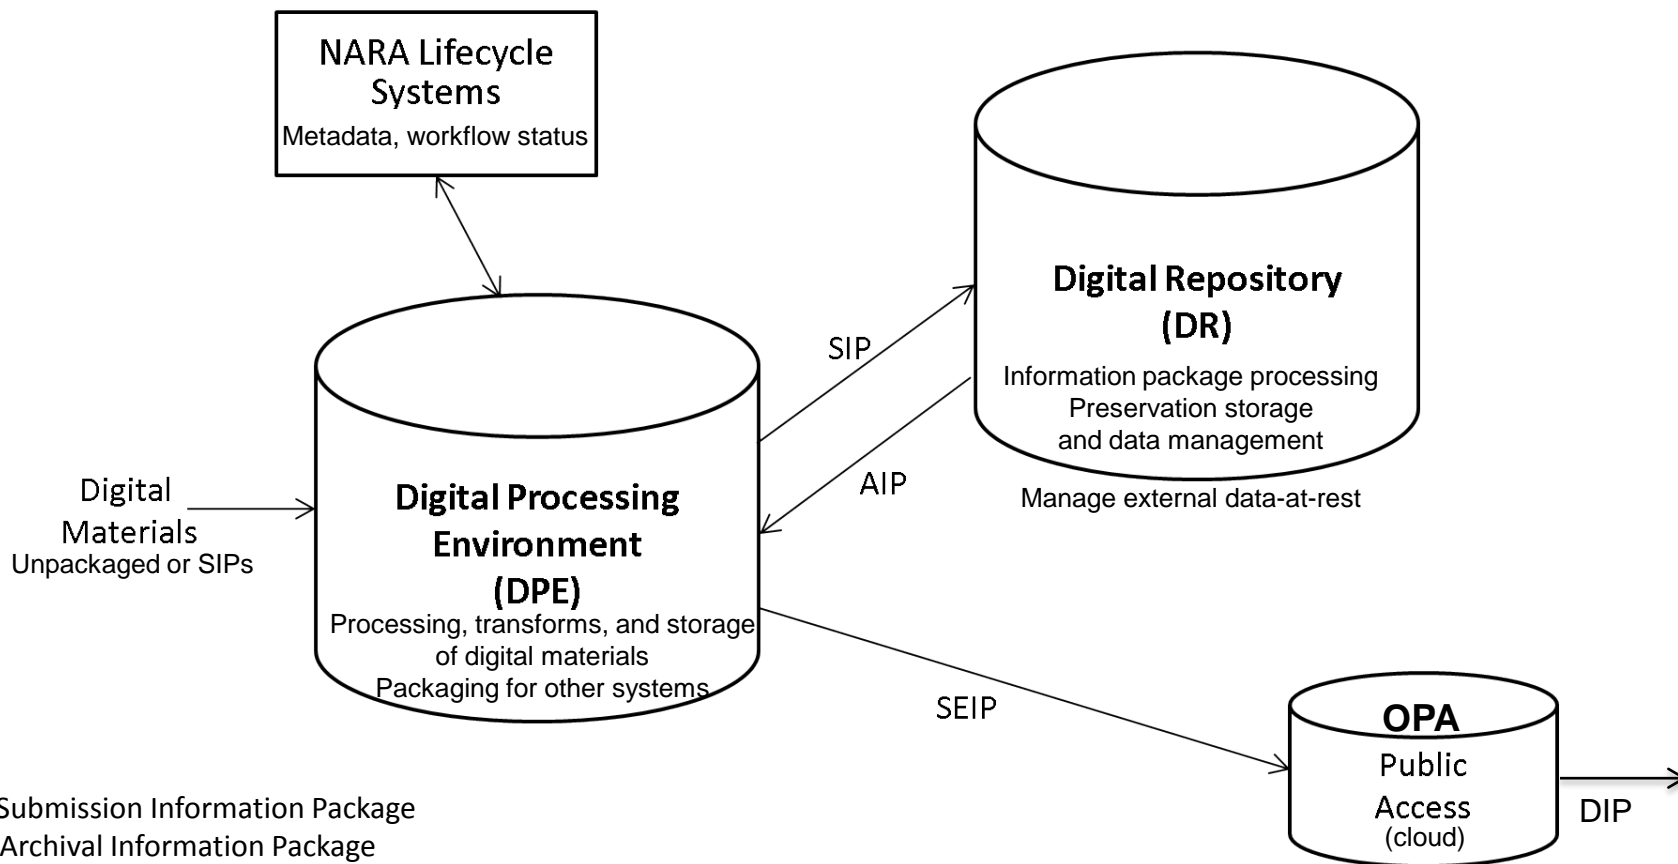 NARA Lifecycle
Systems
Metadata, workflow status
Digital Repository
(DR)
Information package processing
Preservation storage
and data management
Manage external data-at-rest
SIP
AIP
Digital
Materials
Unpackaged or SIPs
Digital Processing
Environment
(DPE)
Processing, transforms, and storage
of digital materials
Packaging for other systems
SEIP
OPA
Public
Access
(cloud)
DIP
Submission Information Package
Archival Information Package